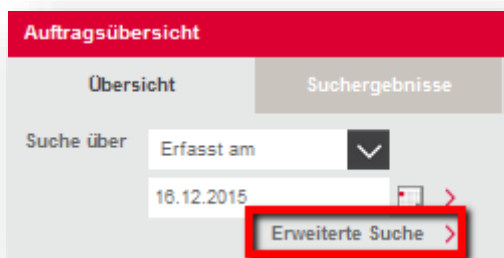 Auftragsübersicht
Übersicht Suchergebnisse
Suche über Erfasst am
16.12.2015
Erweiterte Suche